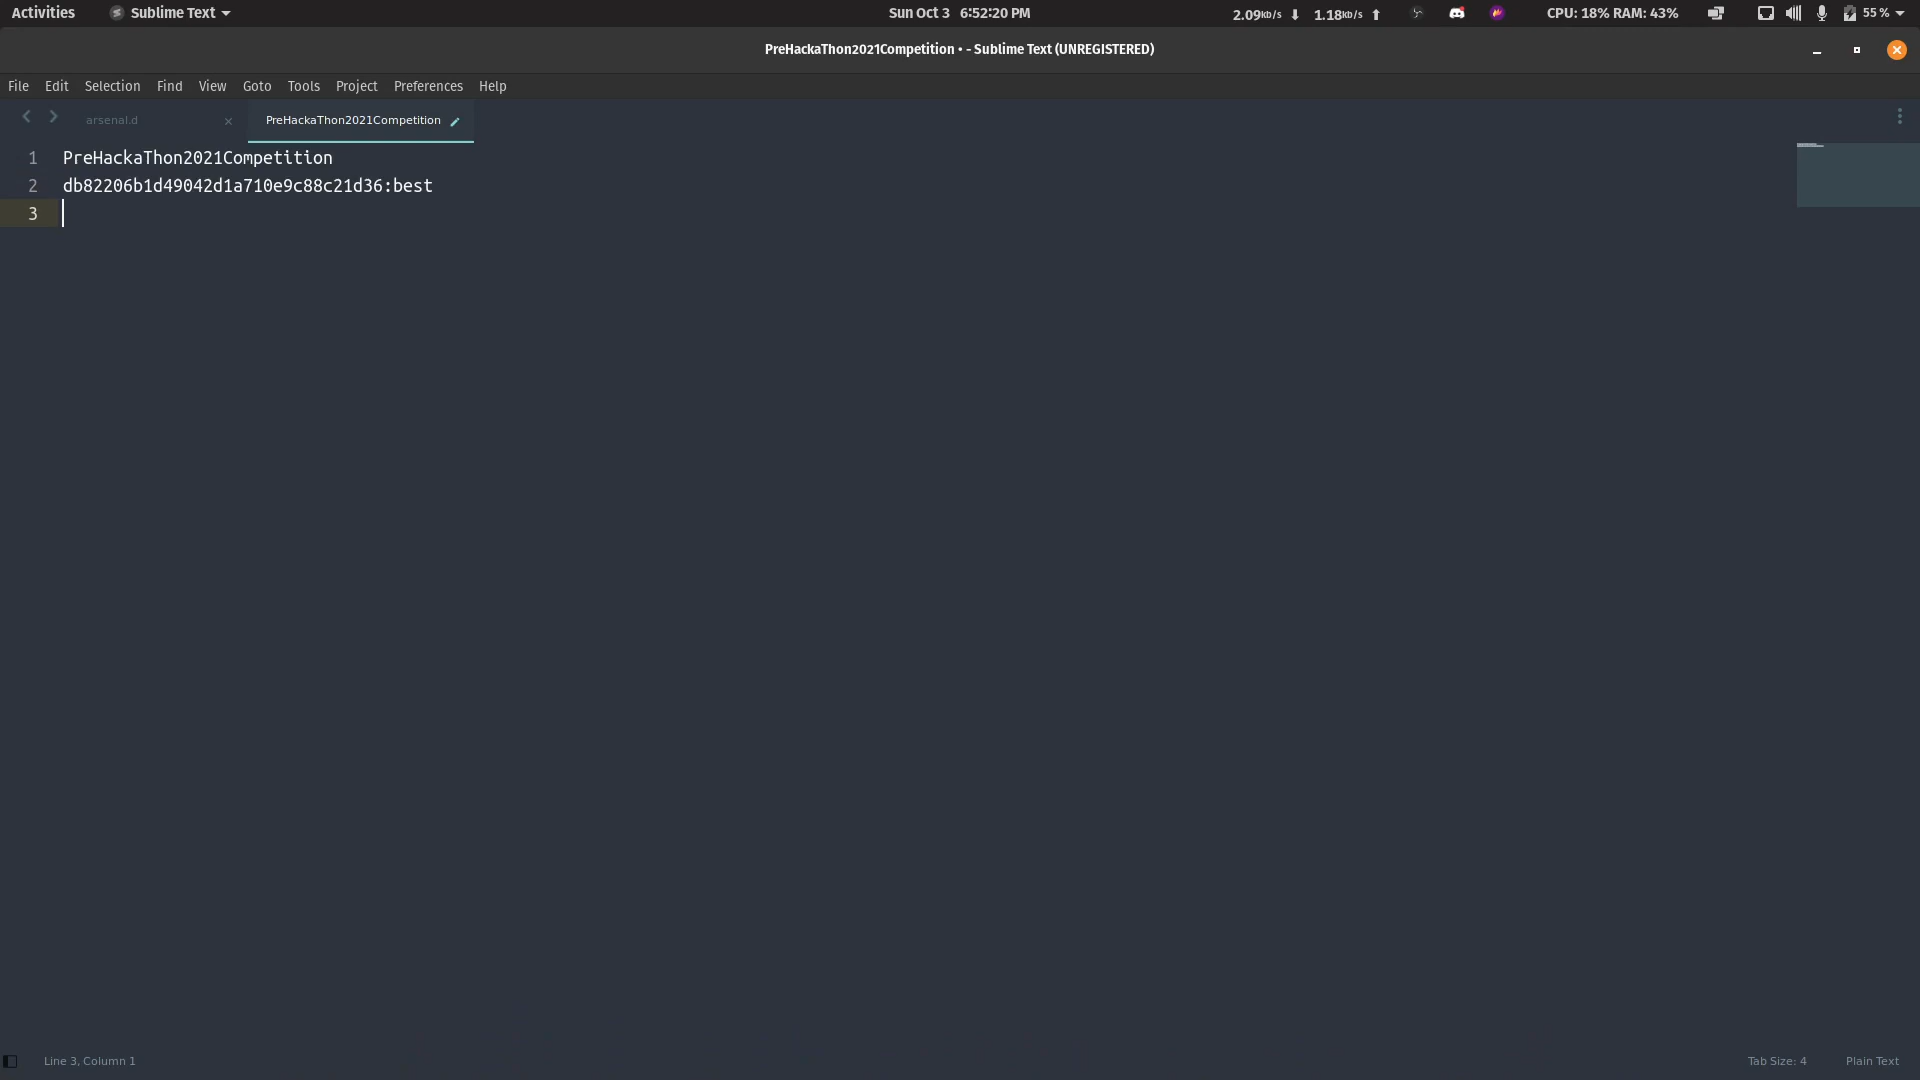 Activities Sublime Text Sun Oct 3 6:52:20 PM 2.09kb/s 1.18kb/s CPU: 18% RAM: 43% 55 %
PreHackaThon2021Competition • - Sublime Text (UNREGISTERED)
File Edit Selection Find View Goto Tools Project Preferences Help
arsenal.d PreHackaThon2021Competition
1 PreHackaThon2021Competition
2 db82206b1d49042d1a710e9c88c21d36:best
3
Line 3, Column 1 Tab Size: 4 Plain Text